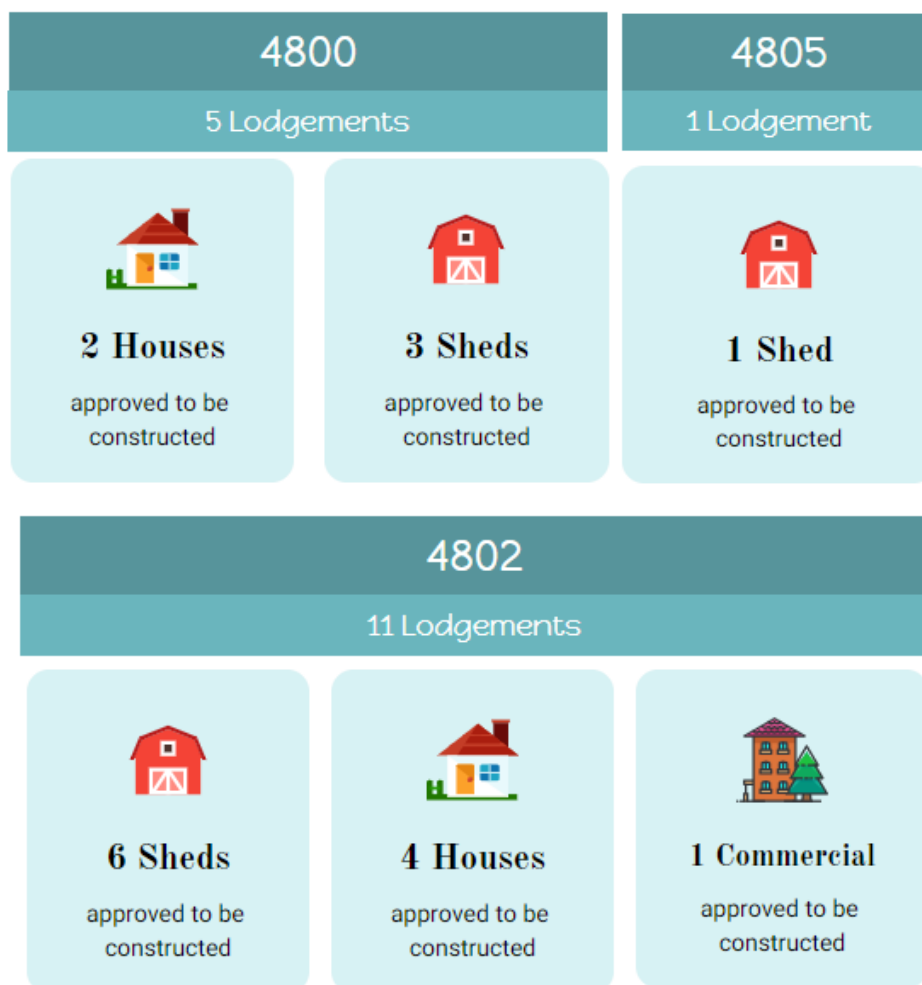 4800
5 Lodgements
2 Houses
approved to be
constructed
3 Sheds
approved to be
constructed
4805
1 Lodgement
1 Shed
approved to be
constructed
4802
11 Lodgements
6 Sheds
approved to be
constructed
4 Houses
approved to be
constructed
1 Commercial
approved to be
constructed